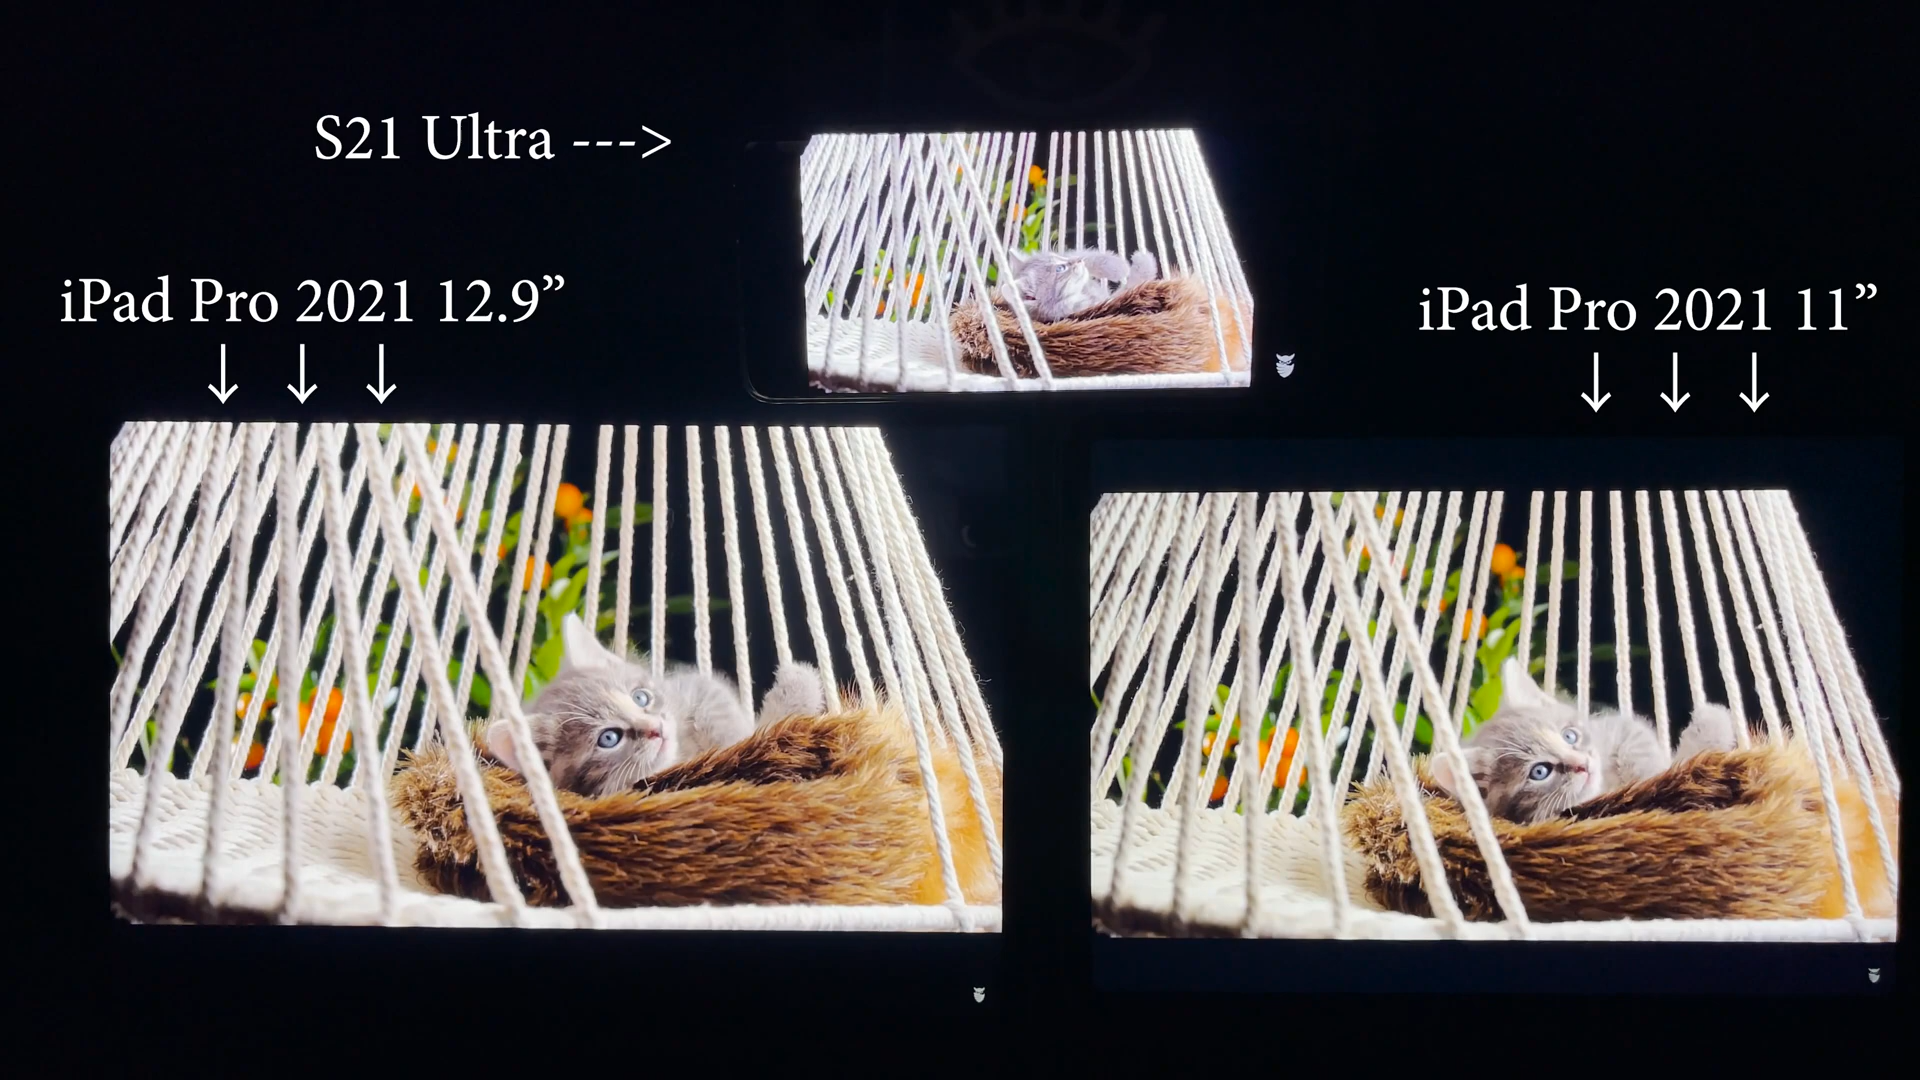 S21 Ultra --->
iPad Pro 2021 12.9”
↓ ↓ ↓
iPad Pro 2021 11”
↓ ↓ ↓